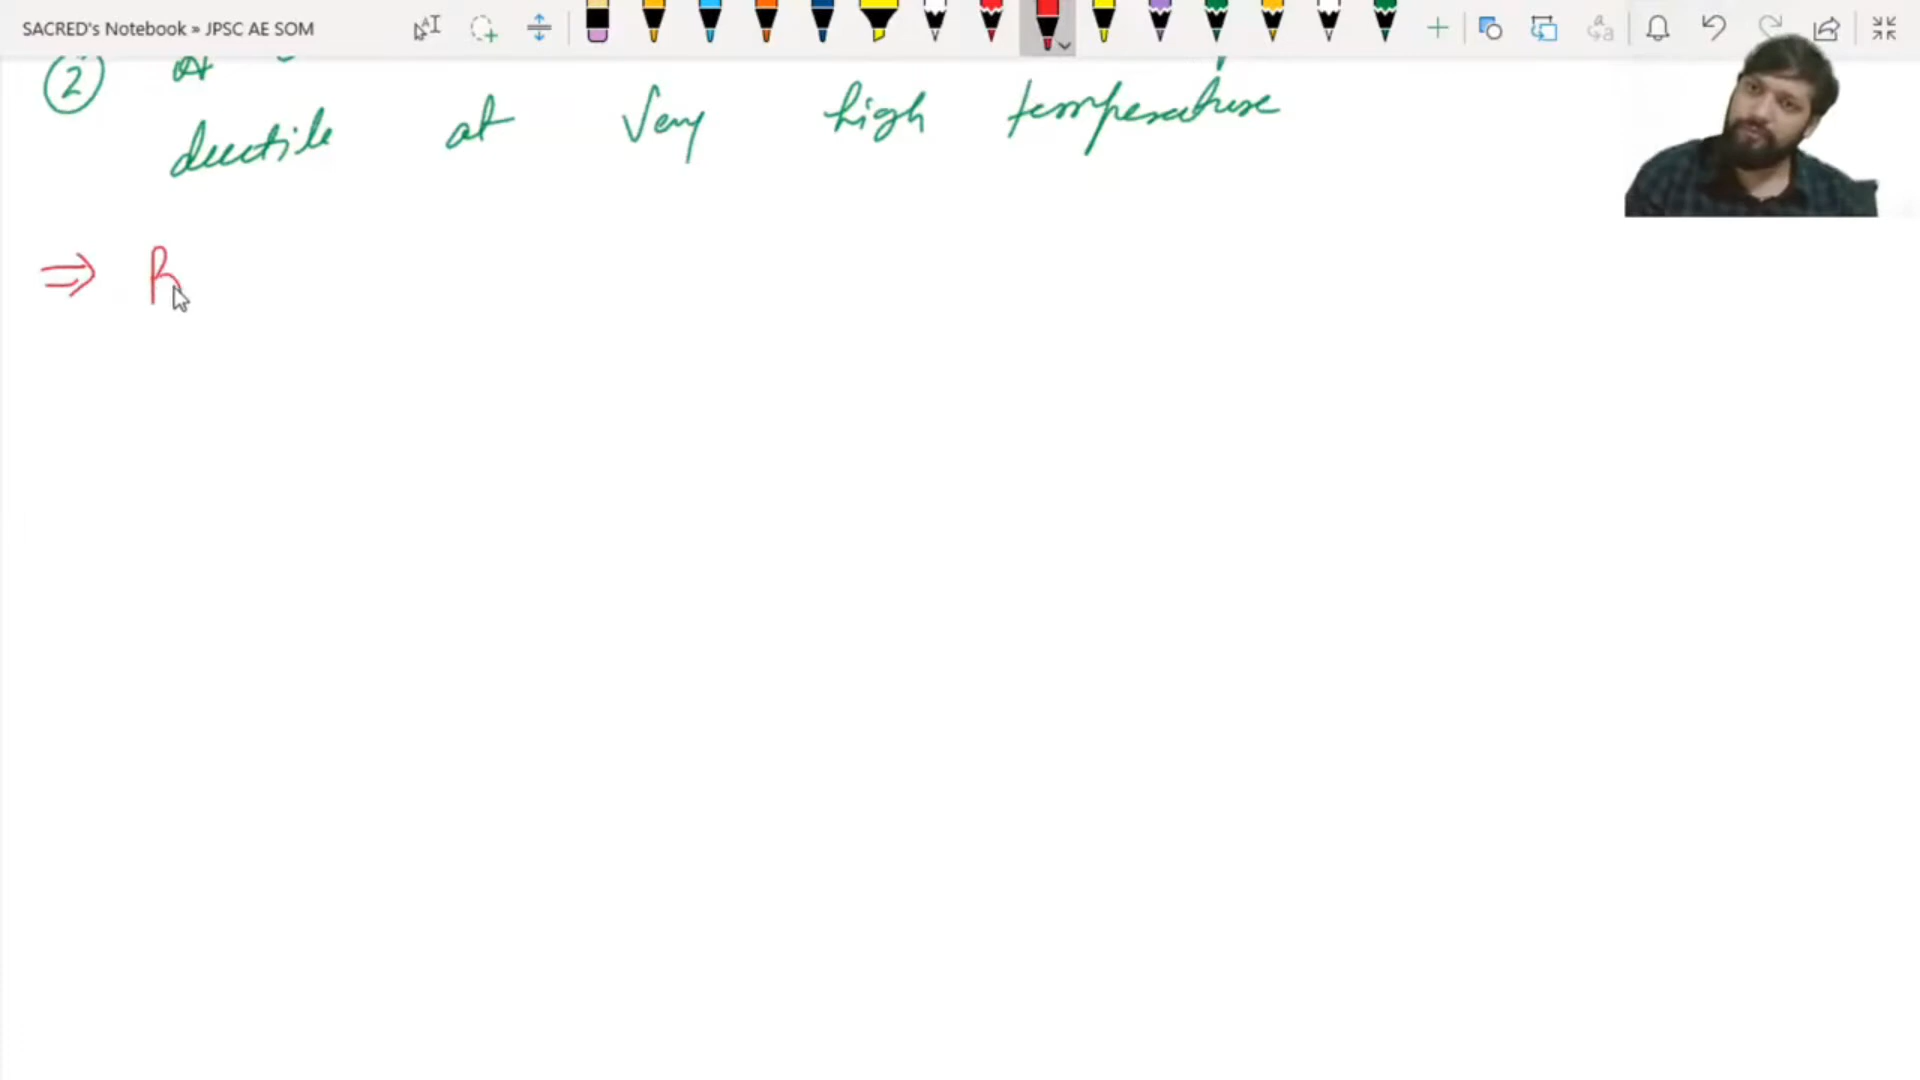 SACRED's Notebook » JPSC AE SOM
②
ductile at very high temperature
⇒ R